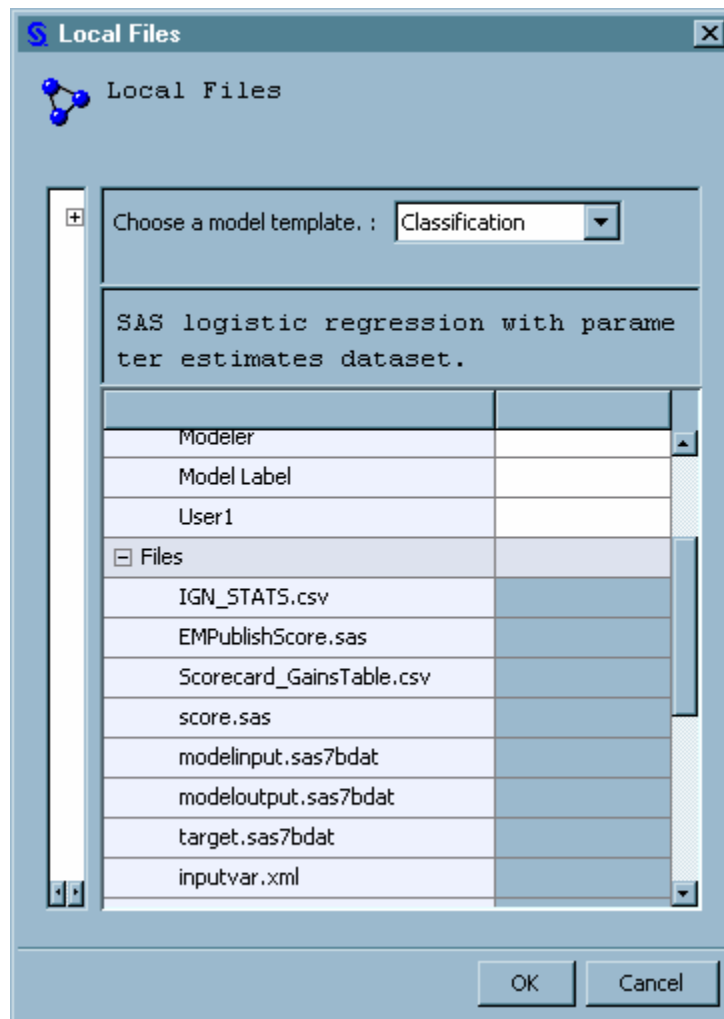 Local Files
Local Files
Choose a model template. :
Classification
SAS logistic regression with parame
ter estimates dataset.
Modeler
Model Label
User1
Files
IGN_STATS.csv
EMPublishScore.sas
Scorecard_GainsTable.csv
score.sas
modelinput.sas7bdat
modeloutput.sas7bdat
target.sas7bdat
inputvar.xml
OK
Cancel